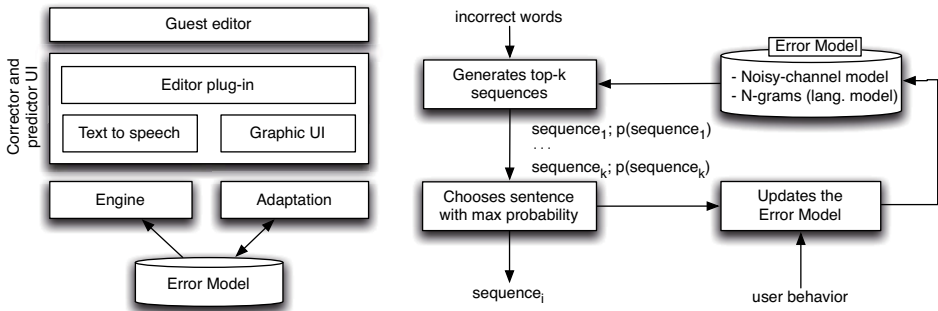 Guest editor
Corrector and
predictor UI
Editor plug-in
Text to speech
Graphic UI
Engine
Adaptation
Error Model
incorrect words
Generates top-k
sequences
Error Model
- Noisy-channel model
- N-grams (lang. model)
sequence₁; p(sequence₁)
...
sequenceₖ; p(sequenceₖ)
Chooses sentence
with max probability
Updates the
Error Model
sequenceᵢ
user behavior